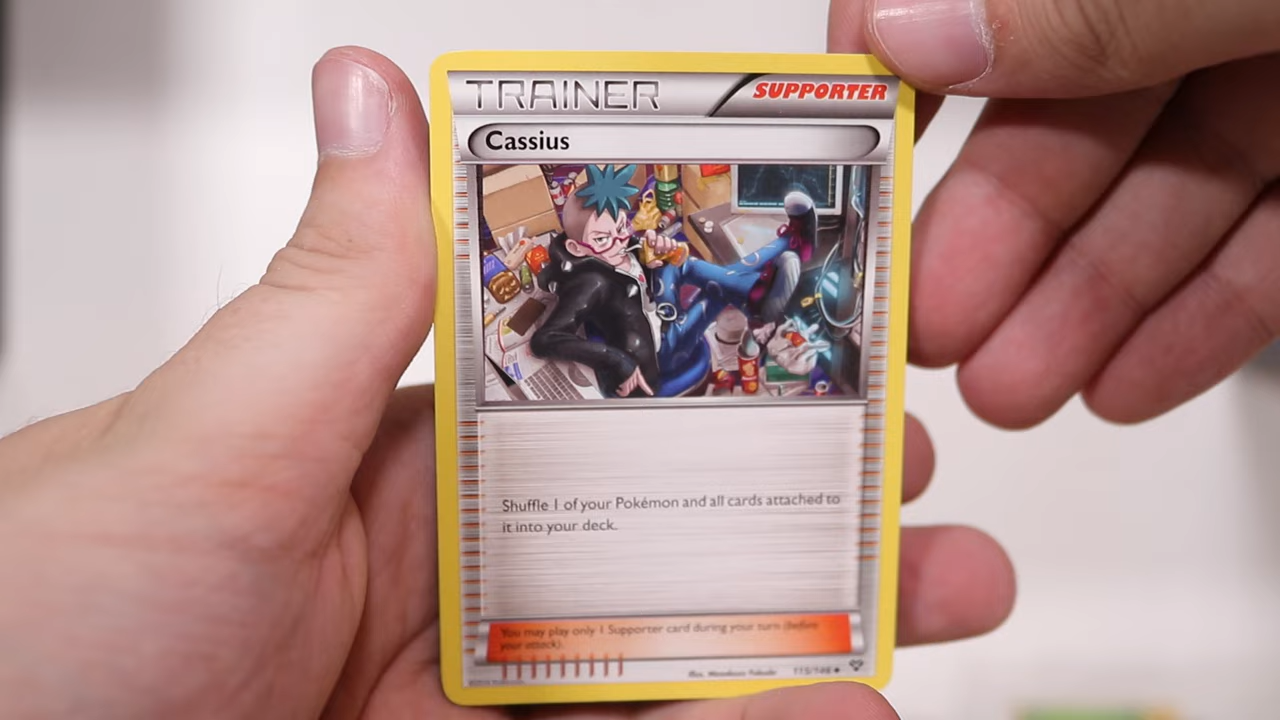 TRAINER
SUPPORTER
Cassius
Shuffle 1 of your Pokémon and all cards attached to
it into your deck.
You may play only 1 Supporter card during your turn (before
your attack).
Illus.
115/146